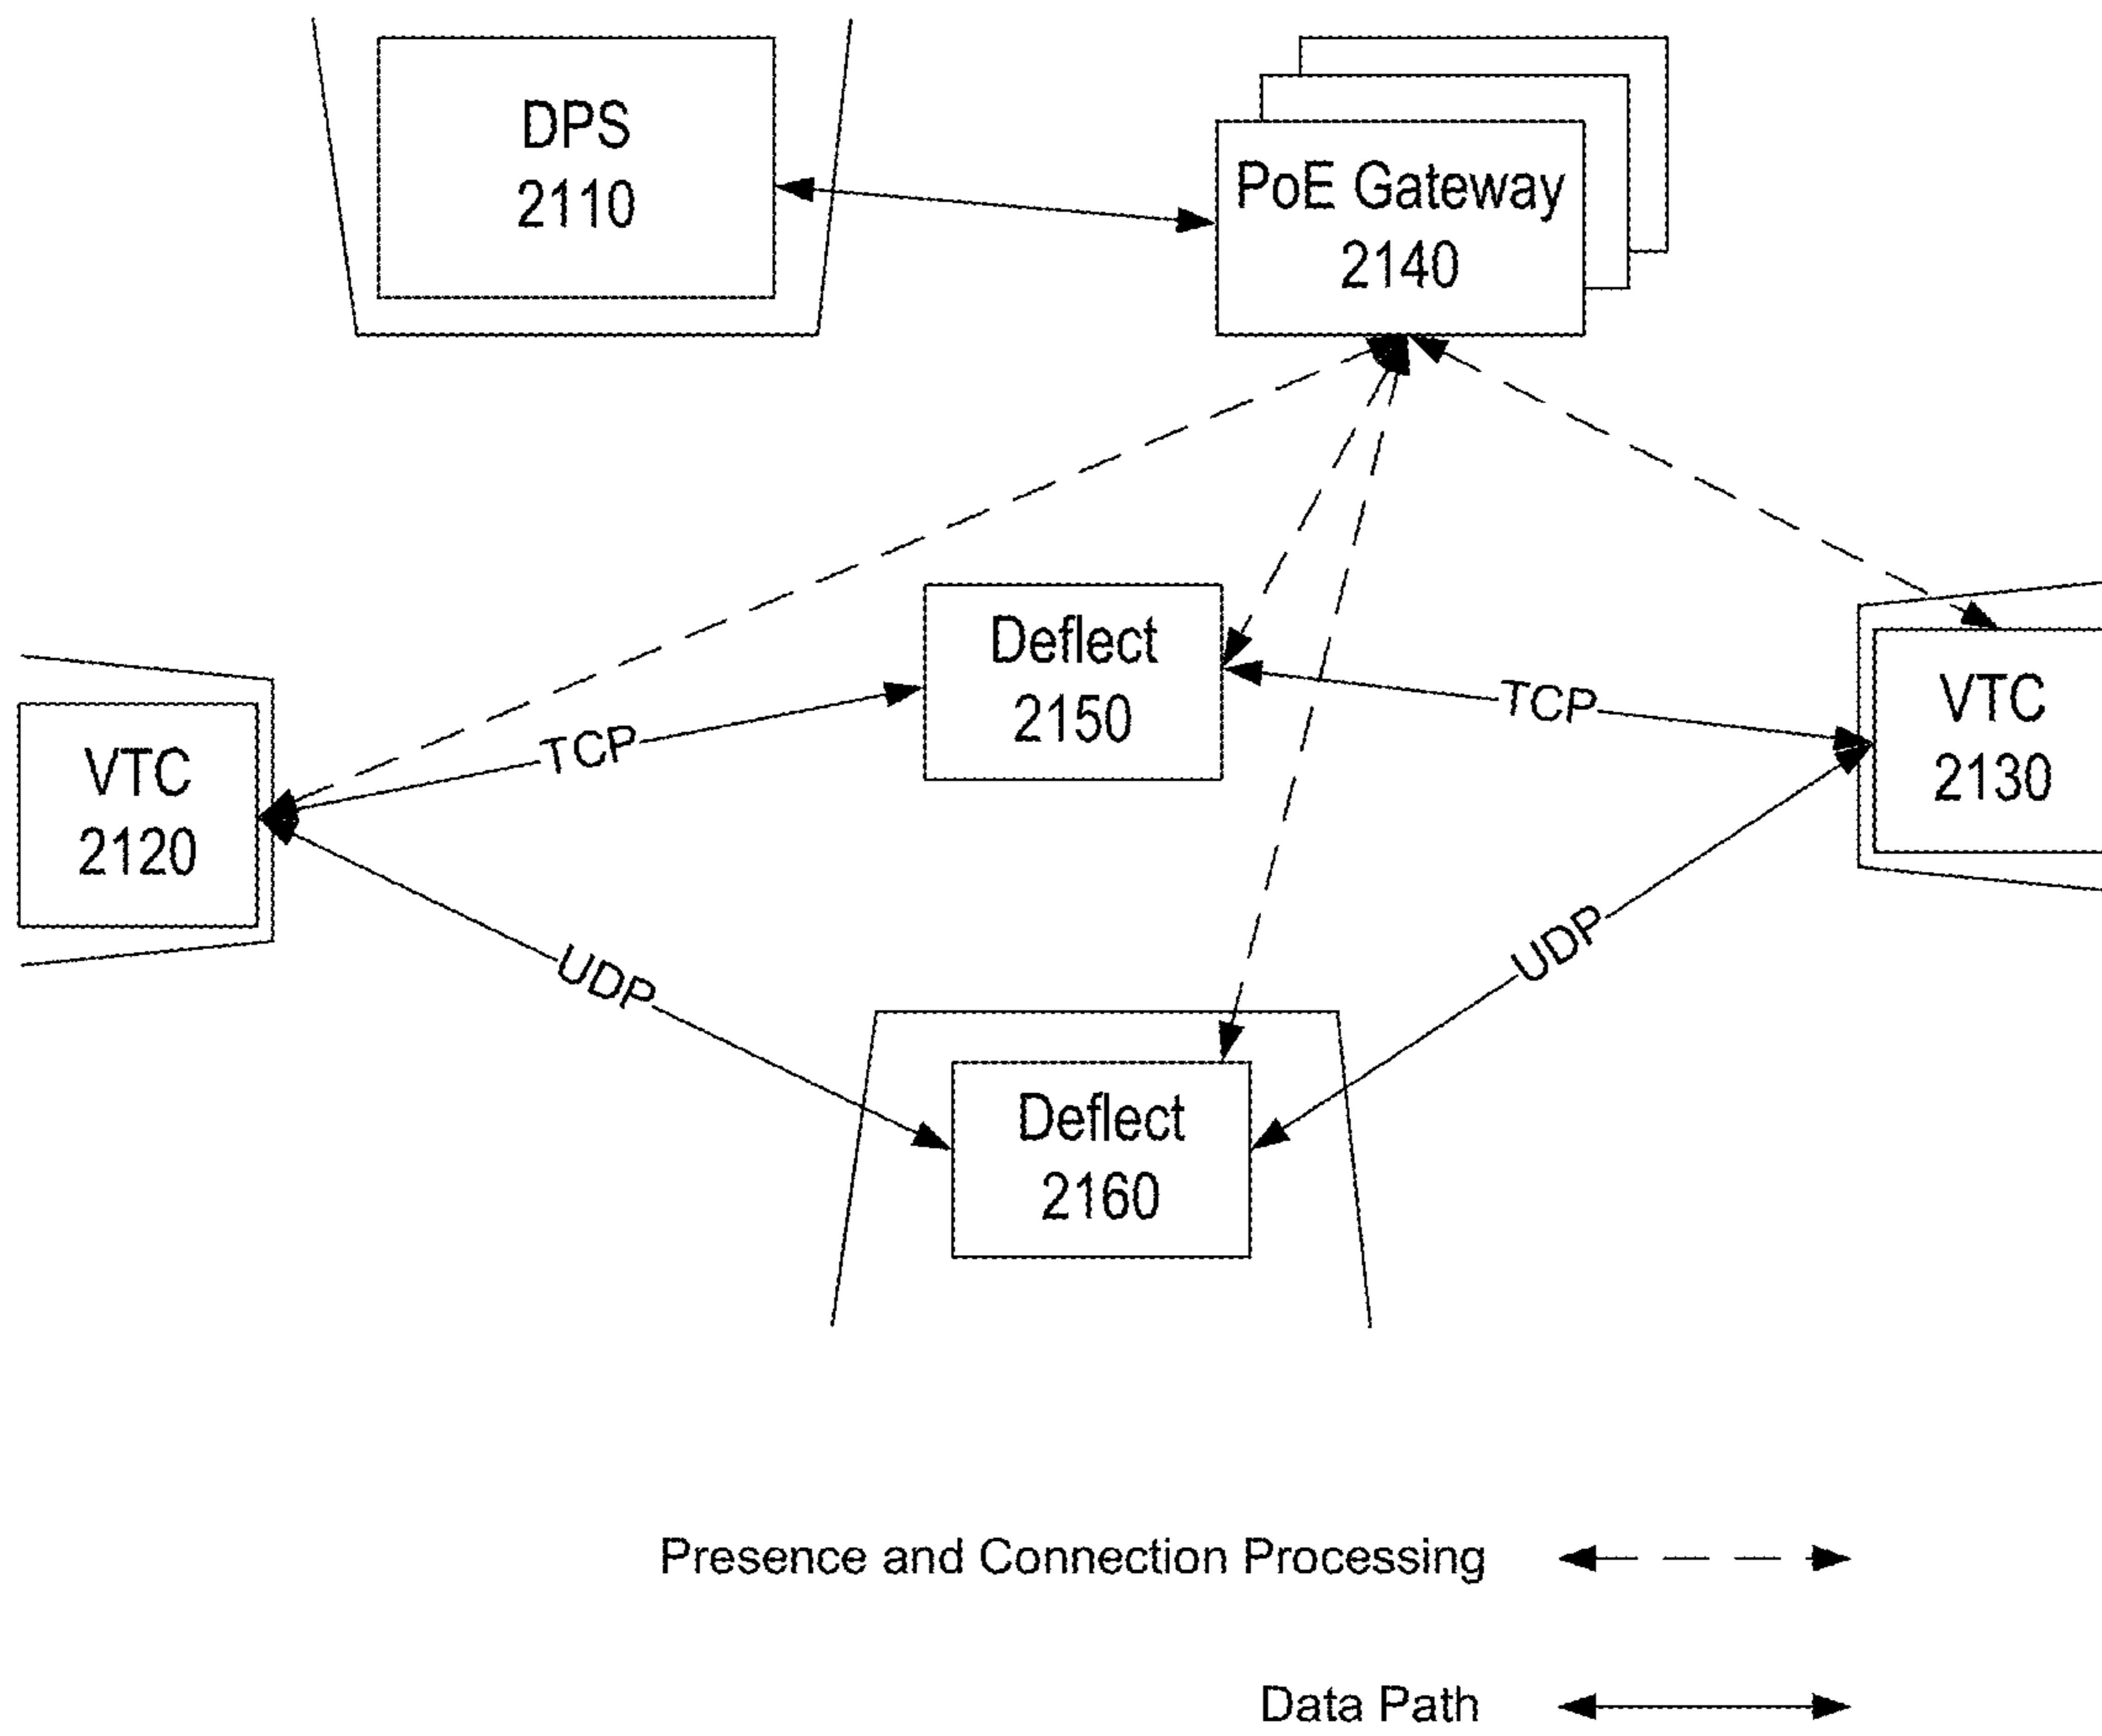 DPS
2110
PoE Gateway
2140
Deflect
2150
TCP
TCP
VTC
2120
VTC
2130
UDP
UDP
Deflect
2160
Presence and Connection Processing
Data Path